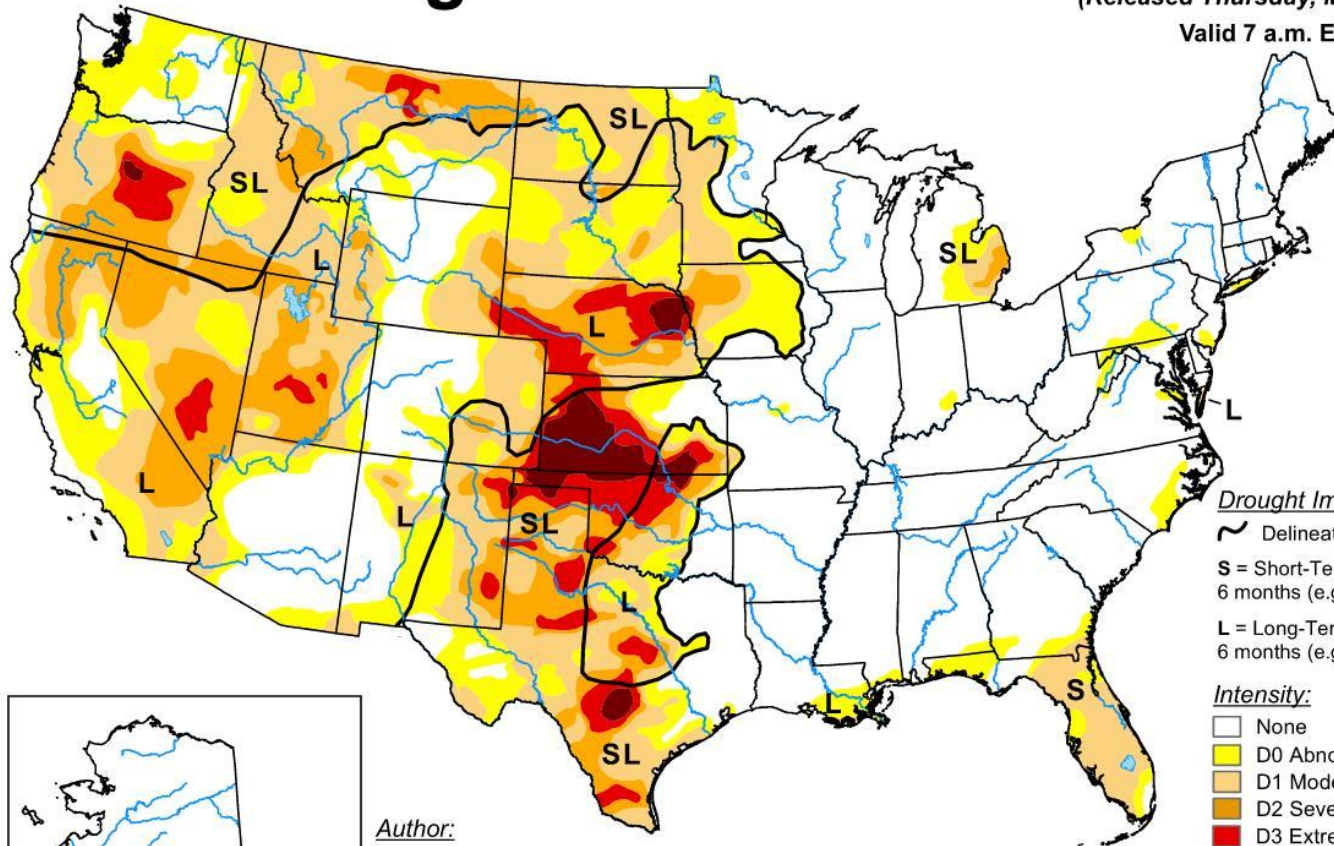 g
(Released Thursday, M
Valid 7 a.m. E
SL
SL
L
SL
L
L
L
L
SL
L
S
L
SL
Drought Im
Delineat
S = Short-Te
6 months (e.g
L = Long-Ter
6 months (e.g
Intensity:
None
D0 Abno
D1 Mode
D2 Seve
D3 Extre
Author: